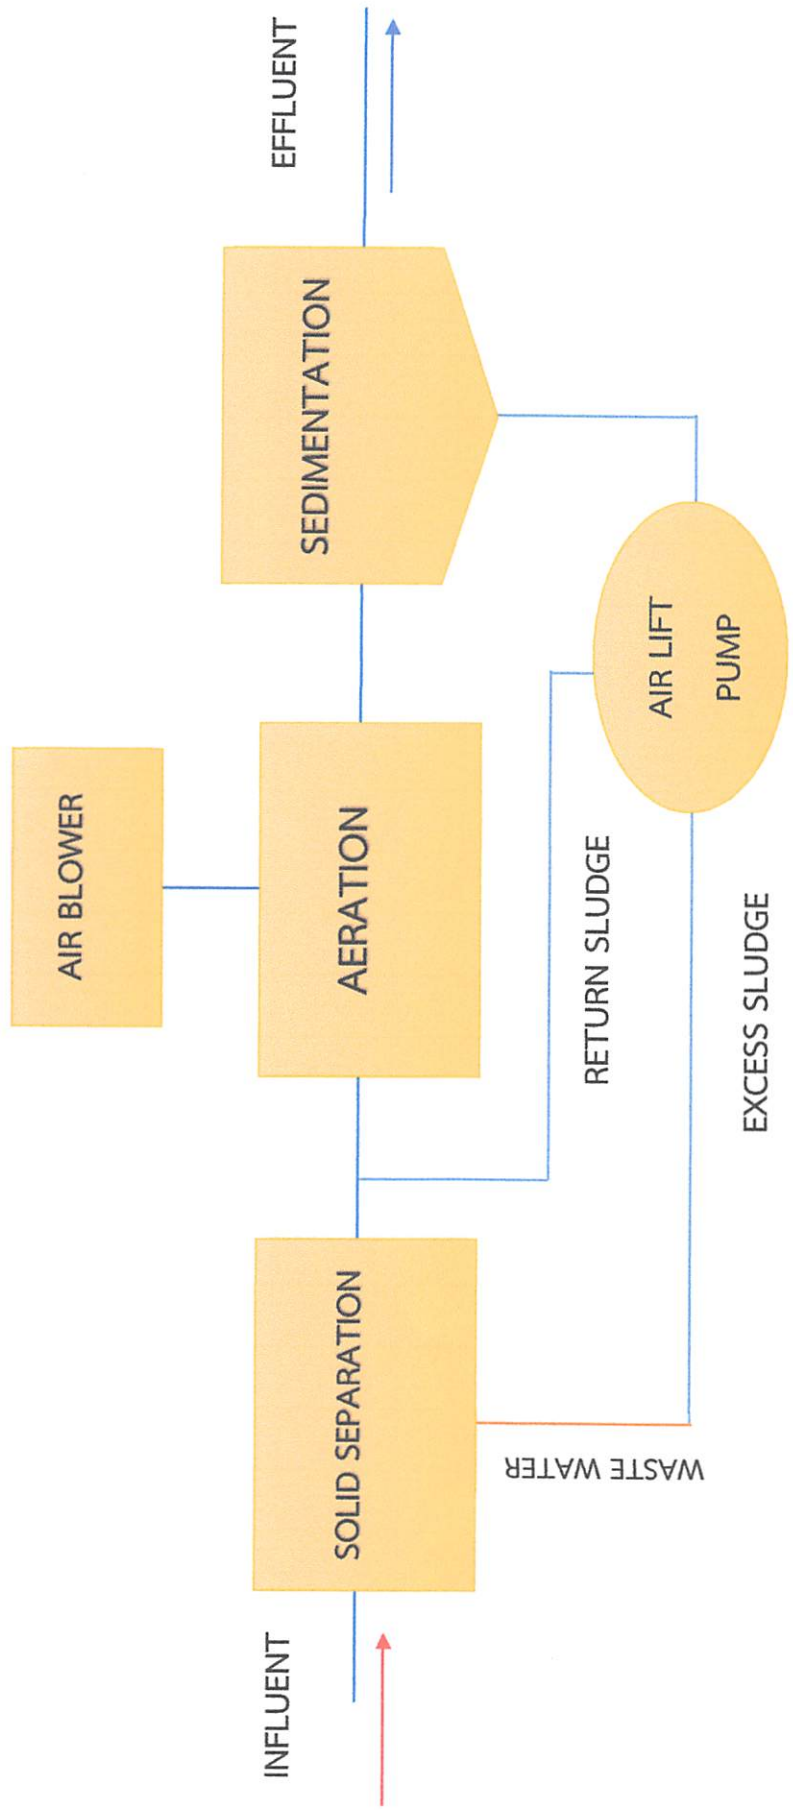 AIR BLOWER
INFLUENT
SOLID SEPARATION
AERATION
SEDIMENTATION
EFFLUENT
WASTE WATER
RETURN SLUDGE
AIR LIFT
PUMP
EXCESS SLUDGE